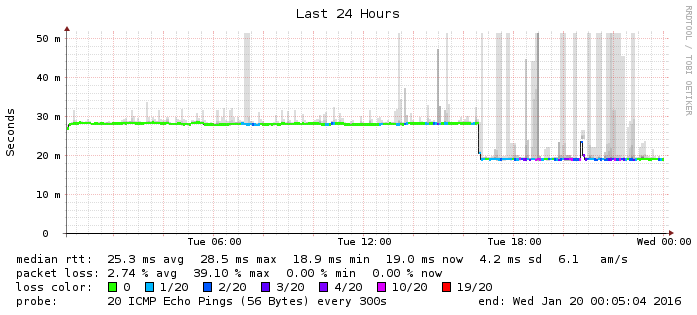 Last 24 Hours
RRDTOOL / TOBI OETIKER
Seconds
50 m
40 m
30 m
20 m
10 m
0
Tue 06:00 Tue 12:00 Tue 18:00 Wed 00:00
median rtt: 25.3 ms avg 28.5 ms max 18.9 ms min 19.0 ms now 4.2 ms sd 6.1 am/s
packet loss: 2.74 % avg 39.10 % max 0.00 % min 0.00 % now
loss color: 0 1/20 2/20 3/20 4/20 10/20 19/20
probe: 20 ICMP Echo Pings (56 Bytes) every 300s end: Wed Jan 20 00:05:04 2016